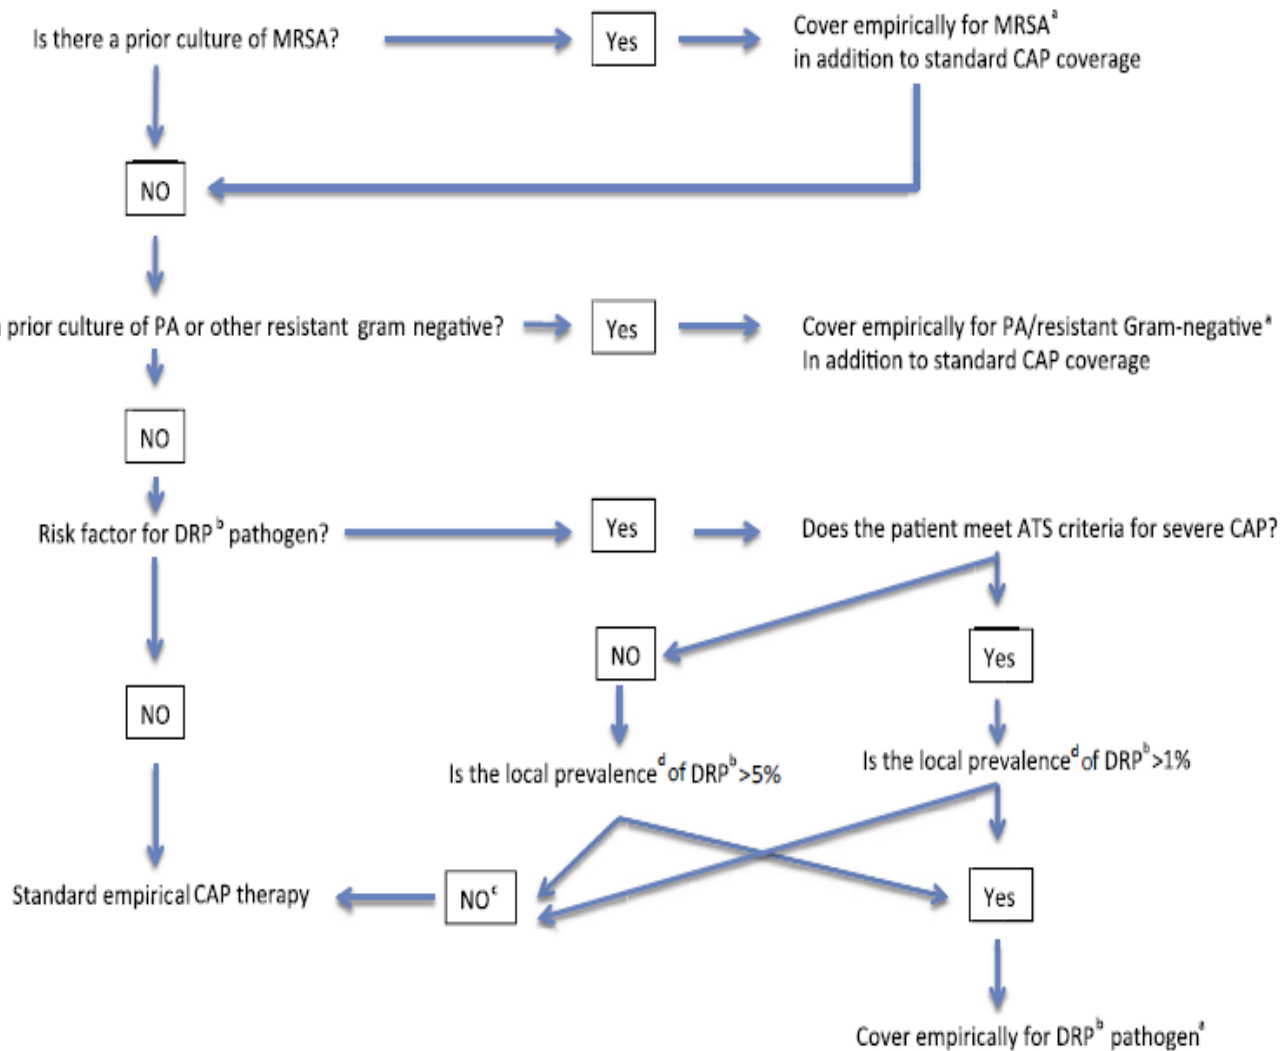 Is there a prior culture of MRSA?
Yes
Cover empirically for MRSAª
in addition to standard CAP coverage
NO
prior culture of PA or other resistant gram negative?
Yes
Cover empirically for PA/resistant Gram-negativeª
In addition to standard CAP coverage
NO
Risk factor for DRPᵇ pathogen?
Yes
Does the patient meet ATS criteria for severe CAP?
NO
Yes
NO
Is the local prevalenceᵈ of DRPᵇ>5%
Is the local prevalenceᵈ of DRPᵇ>1%
Standard empirical CAP therapy
NOᶜ
Yes
Cover empirically for DRPᵇ pathogenª